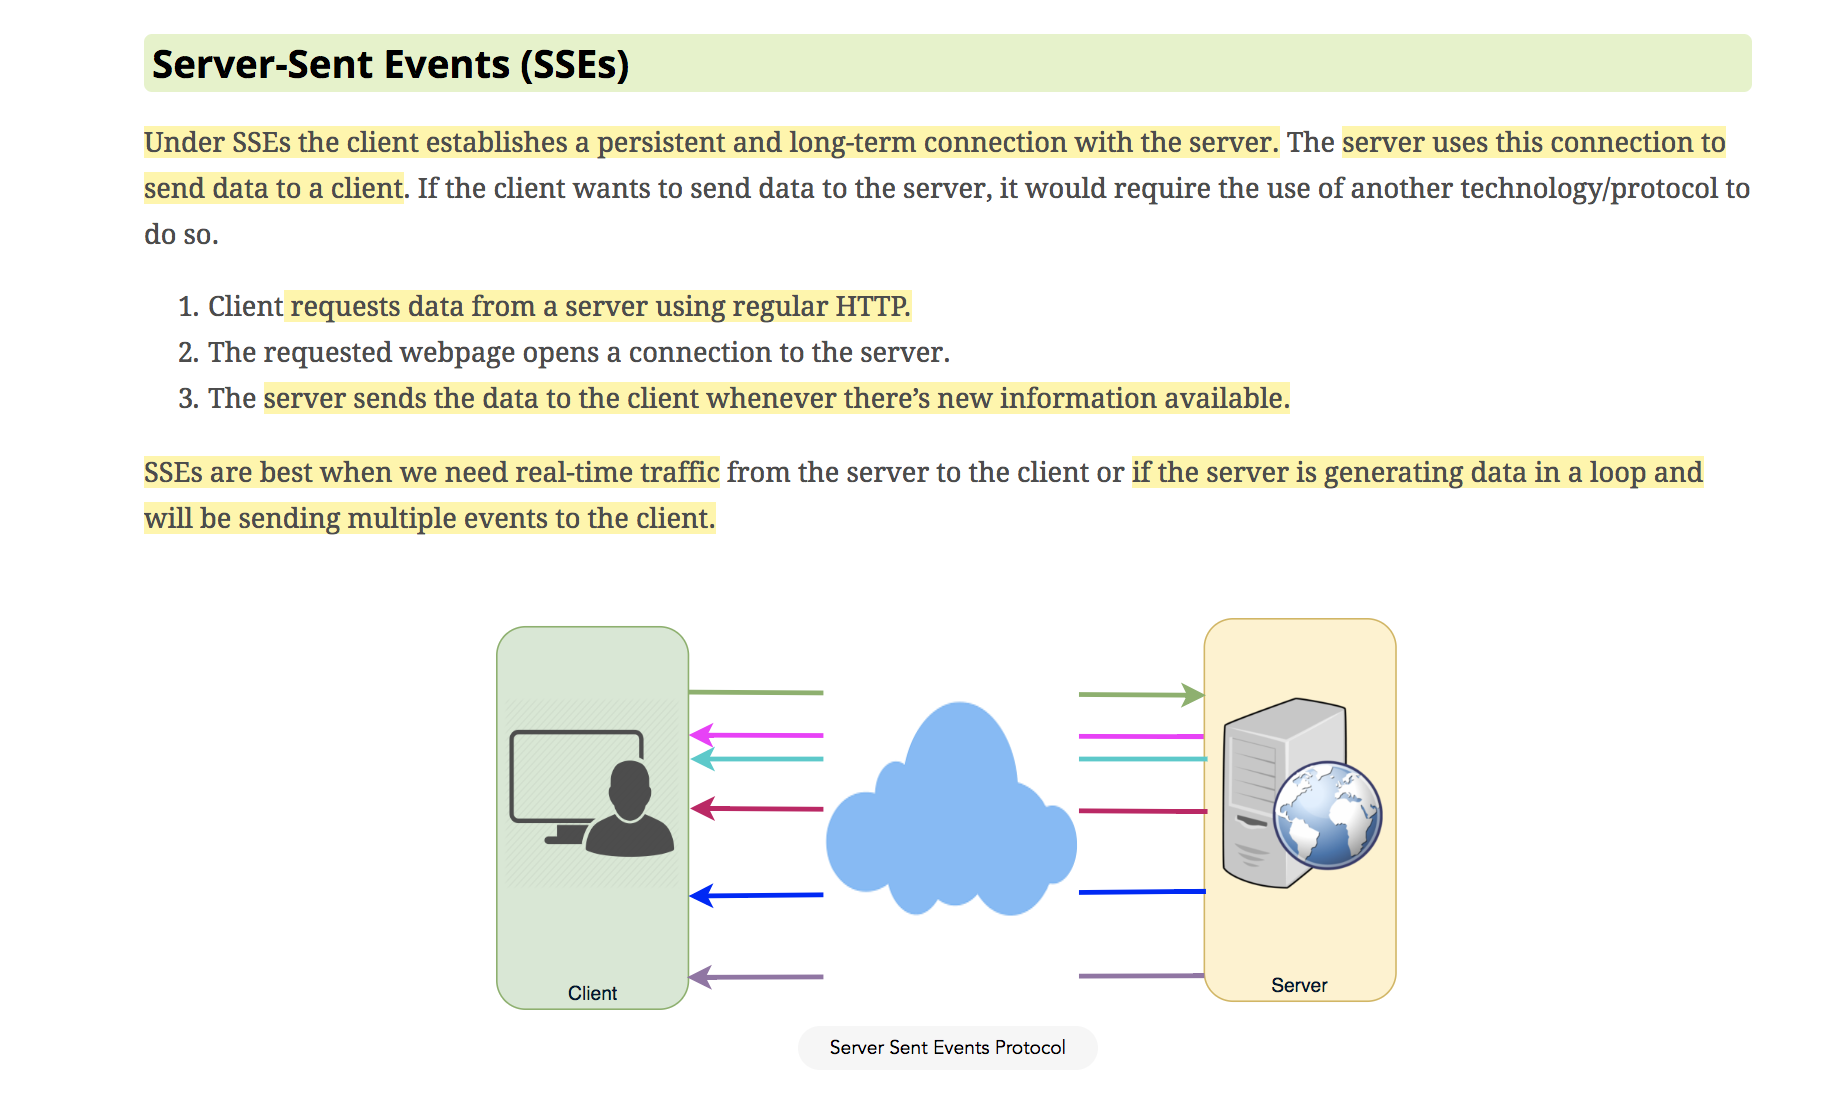 Server-Sent Events (SSEs)
Under SSEs the client establishes a persistent and long-term connection with the server. The server uses this connection to
send data to a client. If the client wants to send data to the server, it would require the use of another technology/protocol to
do so.
1. Client requests data from a server using regular HTTP.
2. The requested webpage opens a connection to the server.
3. The server sends the data to the client whenever there’s new information available.
SSEs are best when we need real-time traffic from the server to the client or if the server is generating data in a loop and
will be sending multiple events to the client.
Client
Server
Server Sent Events Protocol